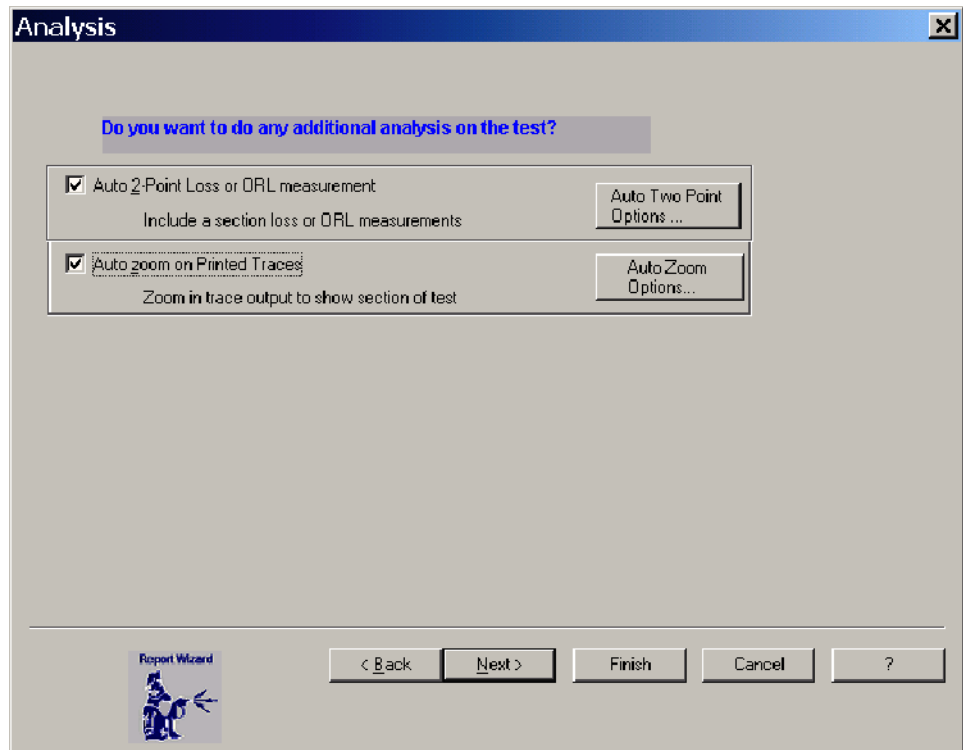 Analysis
Do you want to do any additional analysis on the test?
Auto 2-Point Loss or ORL measurement
Include a section loss or ORL measurements
Auto Two Point
Options ...
Auto zoom on Printed Traces
Zoom in trace output to show section of test
Auto Zoom
Options...
Report Wizard
< Back
Next >
Finish
Cancel
?